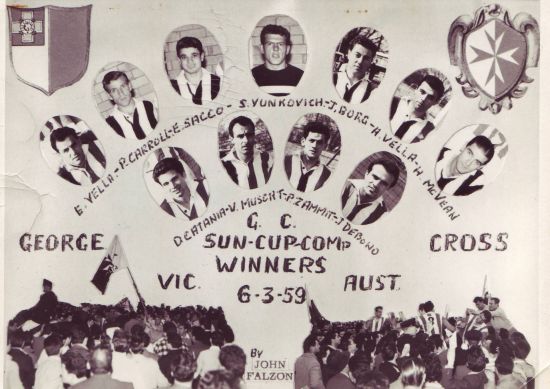 E. VELLA - P. CARROLL - E. SACCO - S. YUNKOVICH - J. BORG - A. VELLA - H. McVEAN
D. CATANIA - V. MUSCHT - P. ZAMMIT - J. DEBONO
G. C.
SUN-CUP-COMP
WINNERS
GEORGE CROSS
VIC. AUST.
6-3-59
By
JOHN
FALZON